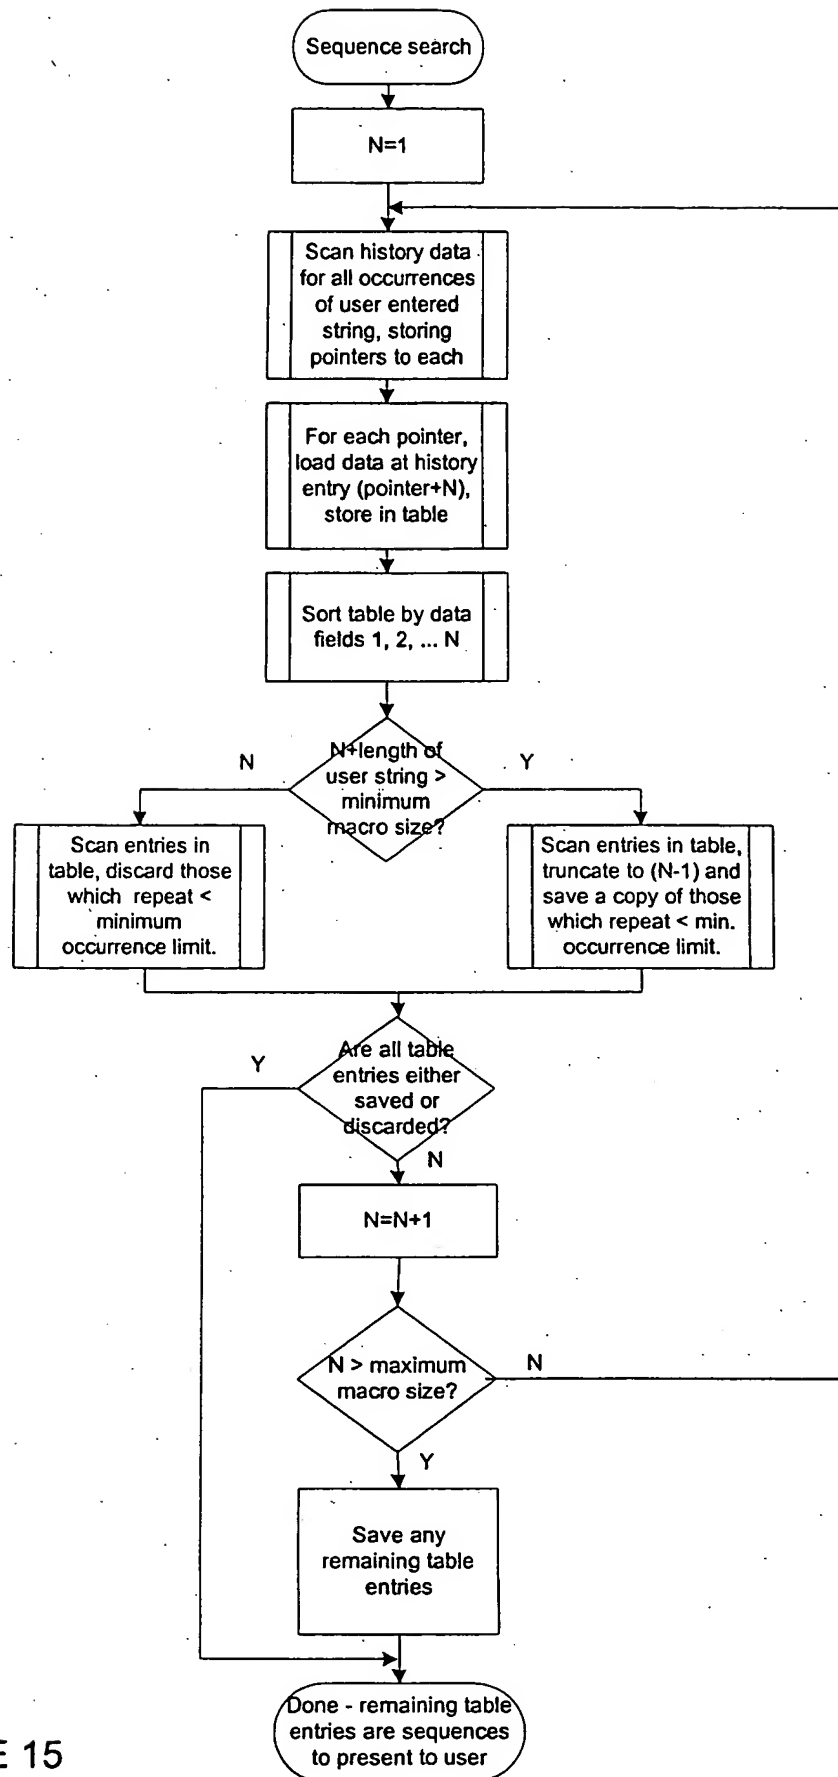 Sequence search
N=1
Scan history data
for all occurrences
of user entered
string, storing
pointers to each
For each pointer,
load data at history
entry (pointer+N),
store in table
Sort table by data
fields 1, 2, ... N
N
N+length of
user string >
minimum
macro size?
Y
Scan entries in
table, discard those
which repeat <
minimum
occurrence limit.
Scan entries in table,
truncate to (N-1) and
save a copy of those
which repeat < min.
occurrence limit.
Y
Are all table
entries either
saved or
discarded?
N
N=N+1
N > maximum
macro size?
N
Y
Save any
remaining table
entries
Done - remaining table
entries are sequences
to present to user
E 15